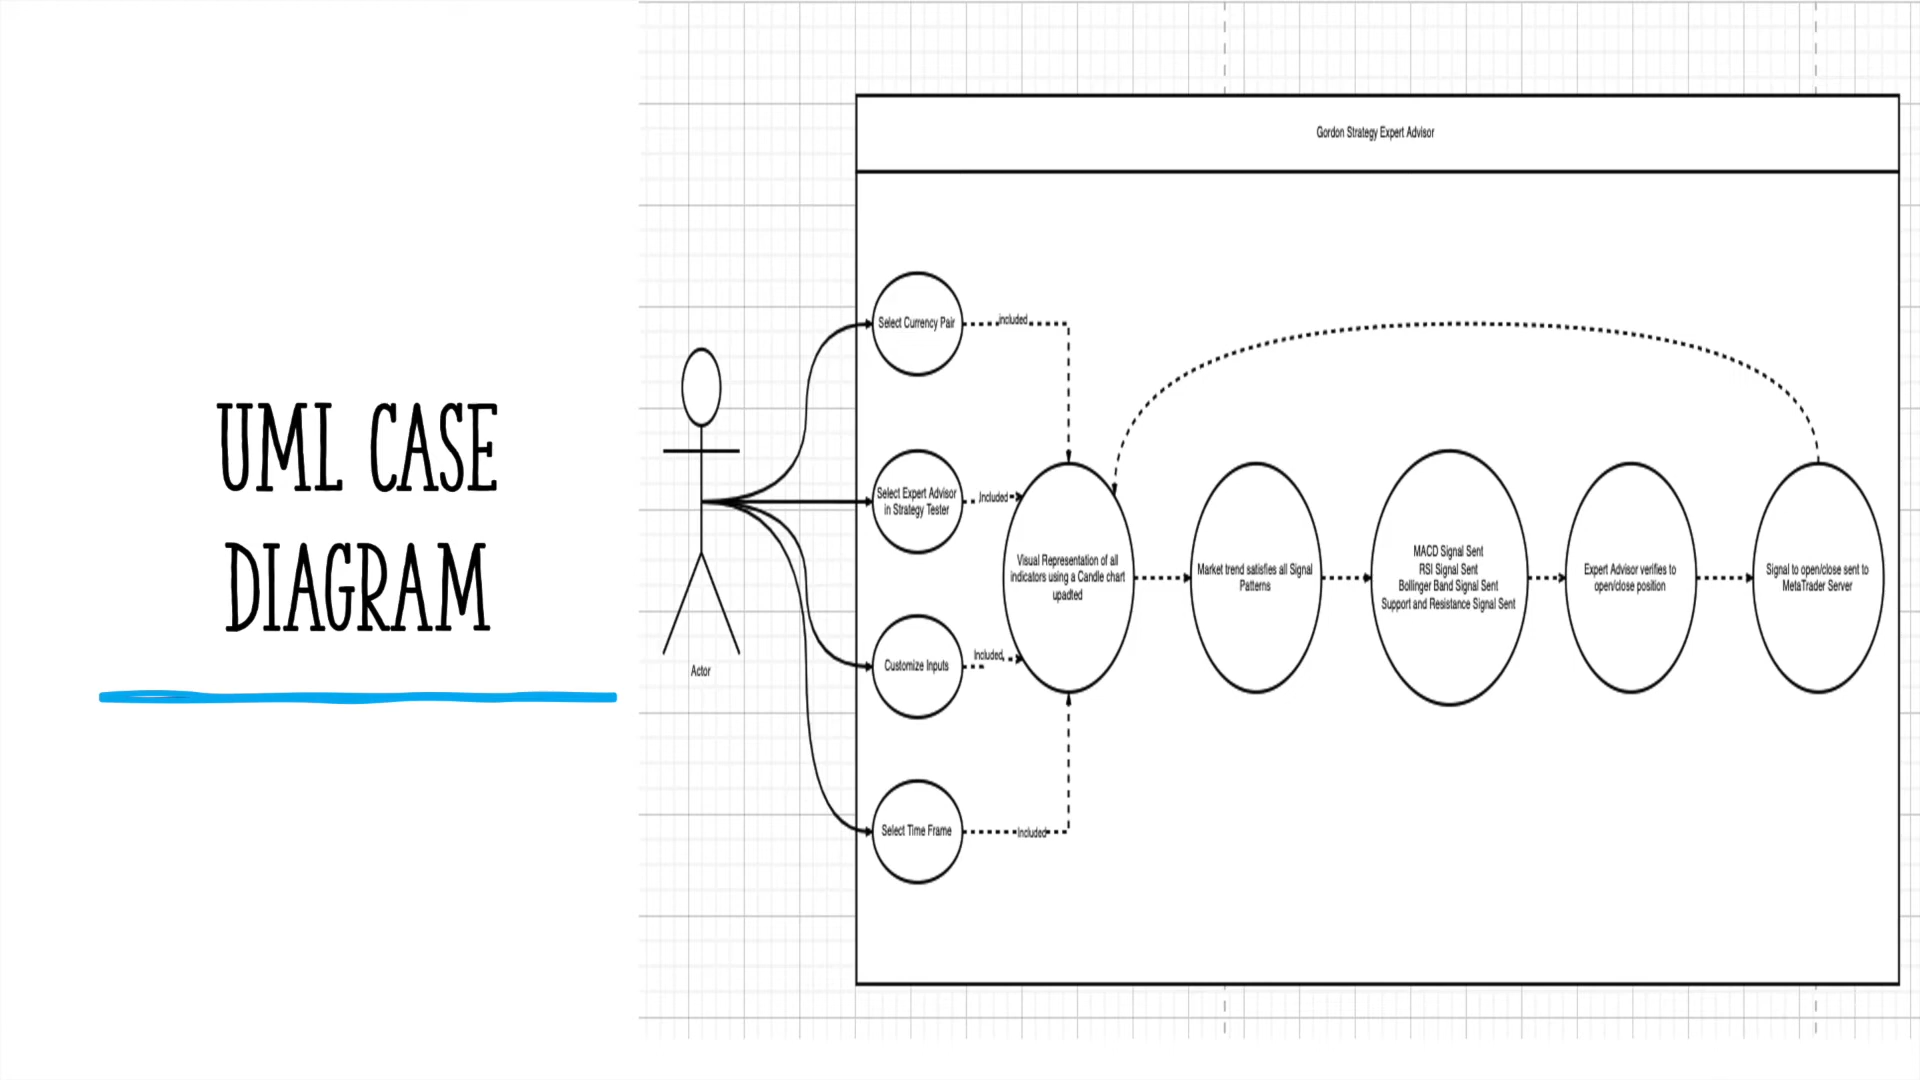 UML CASE
DIAGRAM
Gordon Strategy Expert Advisor
Actor
Select Currency Pair
included
Select Expert Advisor
in Strategy Tester
Included
Customize Inputs
Included
Select Time Frame
Included
Visual Representation of all
indicators using a Candle chart
upadted
Market trend satisfies all Signal
Patterns
MACD Signal Sent
RSI Signal Sent
Bollinger Band Signal Sent
Support and Resistance Signal Sent
Expert Advisor verifies to
open/close position
Signal to open/close sent to
MetaTrader Server